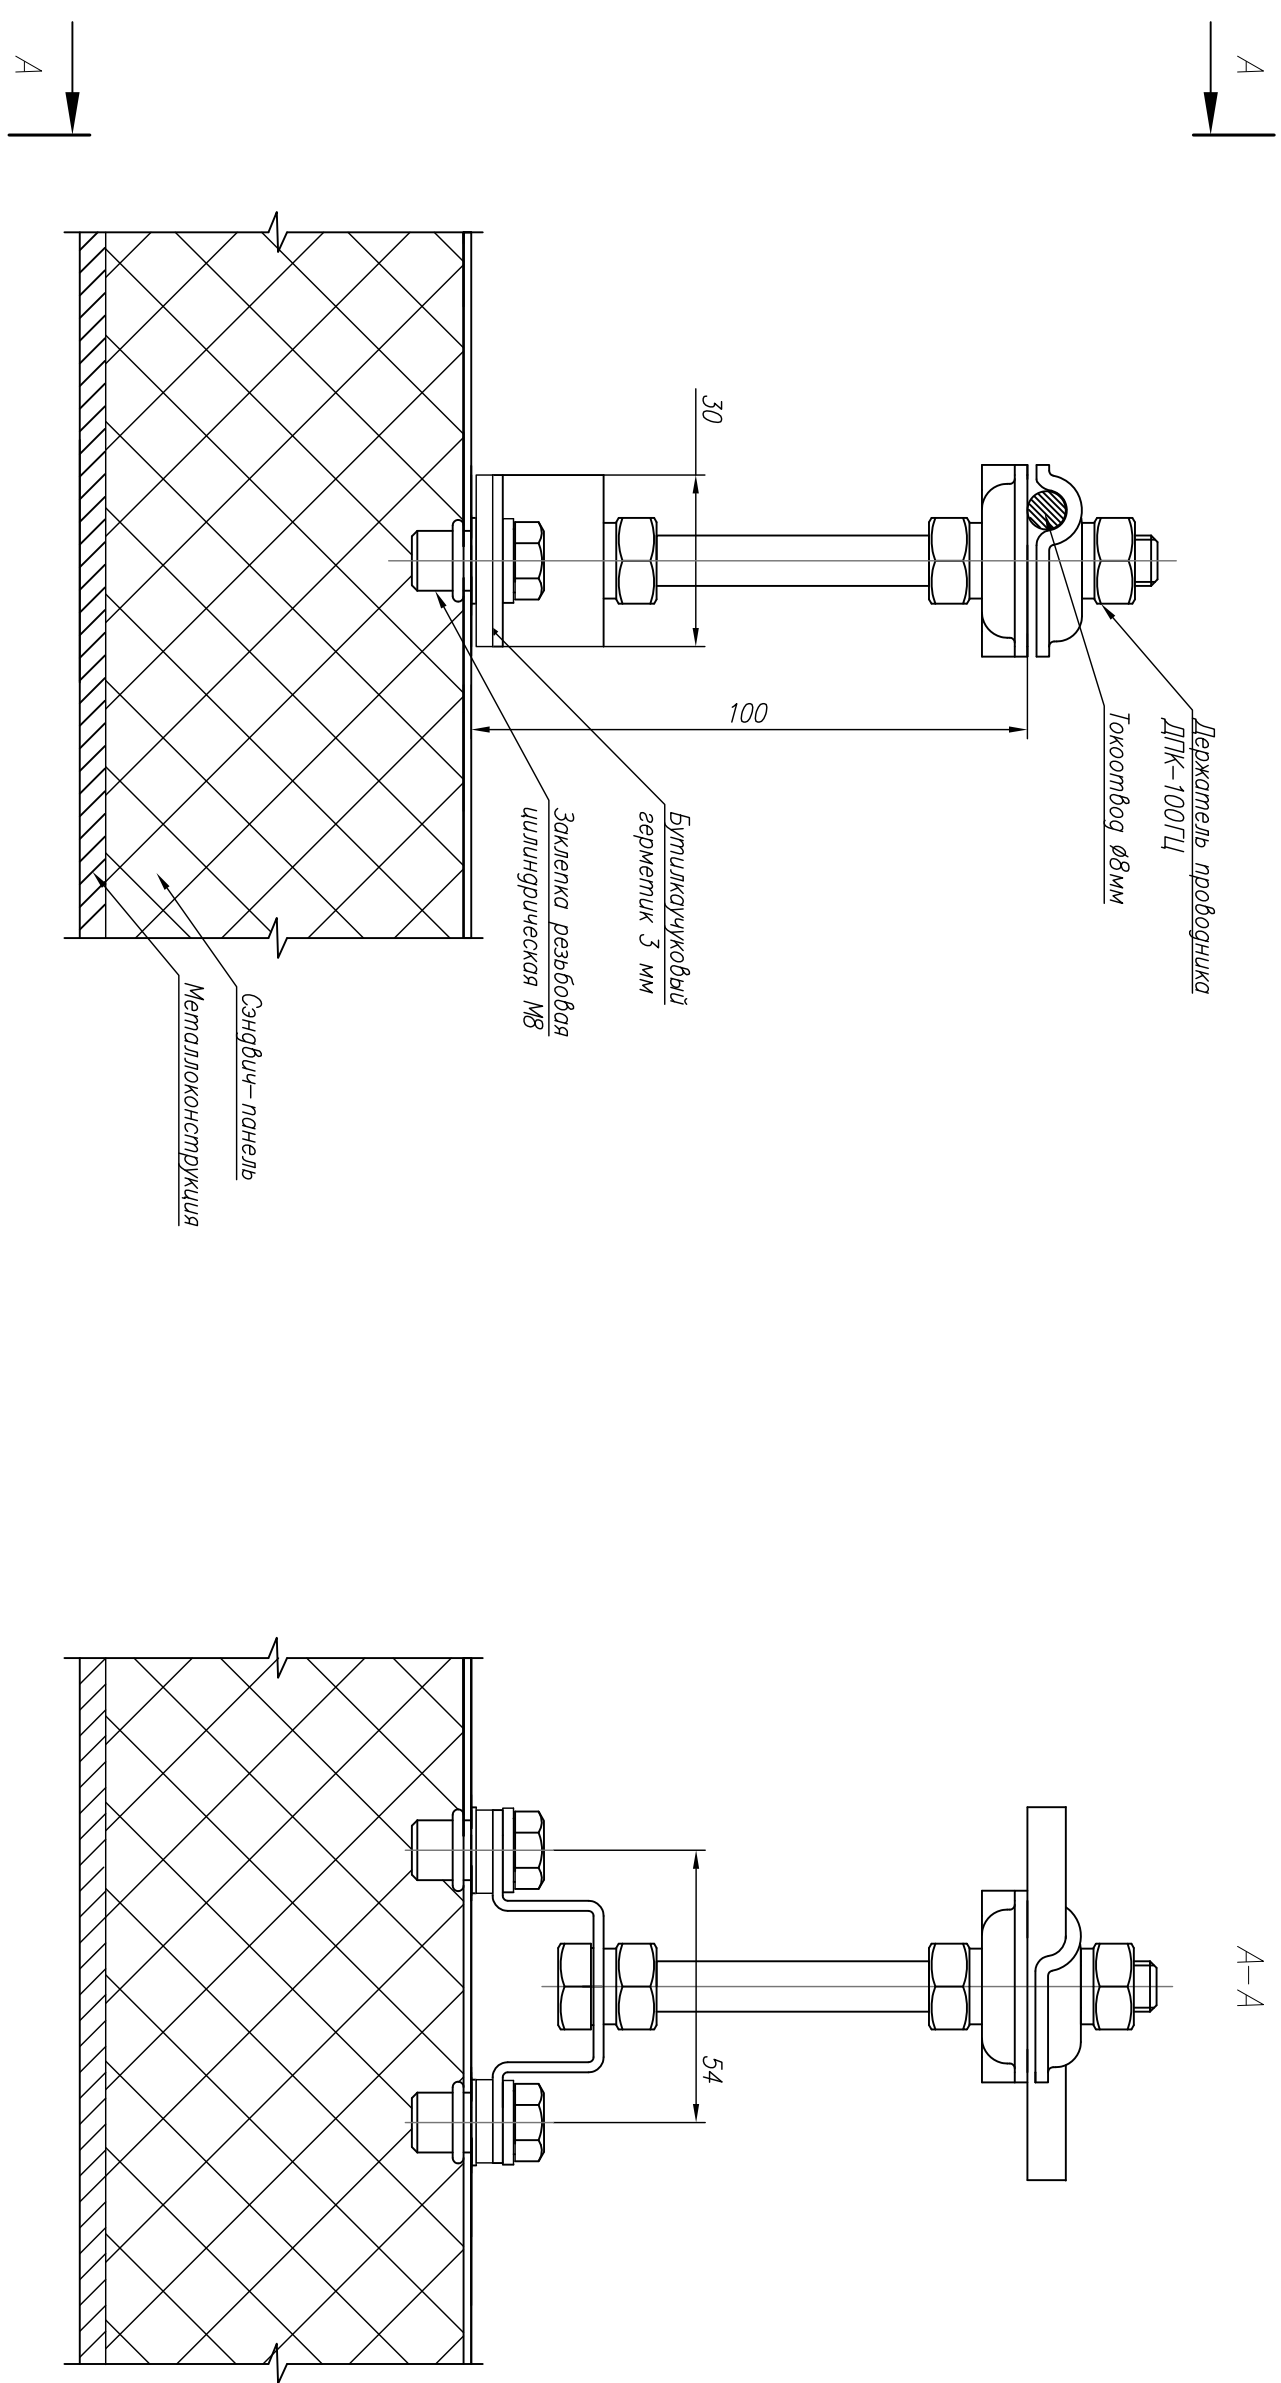 А
А
Держатель проводника
ДПК-100ГЦ
Токоотвод ø8мм
30
100
Бутилкаучуковый
герметик 3 мм
Заклепка резьбовая
цилиндрическая М8
Сэндвич-панель
Металлоконструкция
А-А
54